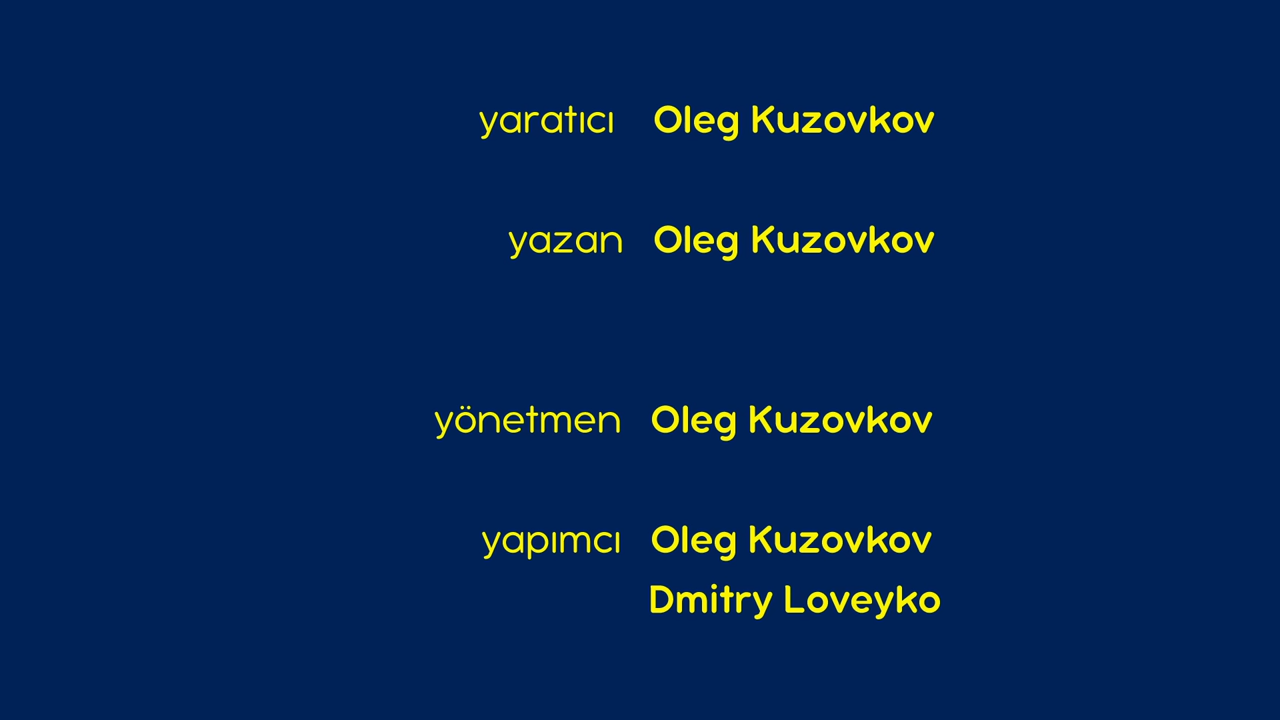 yaratıcı Oleg Kuzovkov
yazan Oleg Kuzovkov
yönetmen Oleg Kuzovkov
yapımcı Oleg Kuzovkov
Dmitry Loveyko